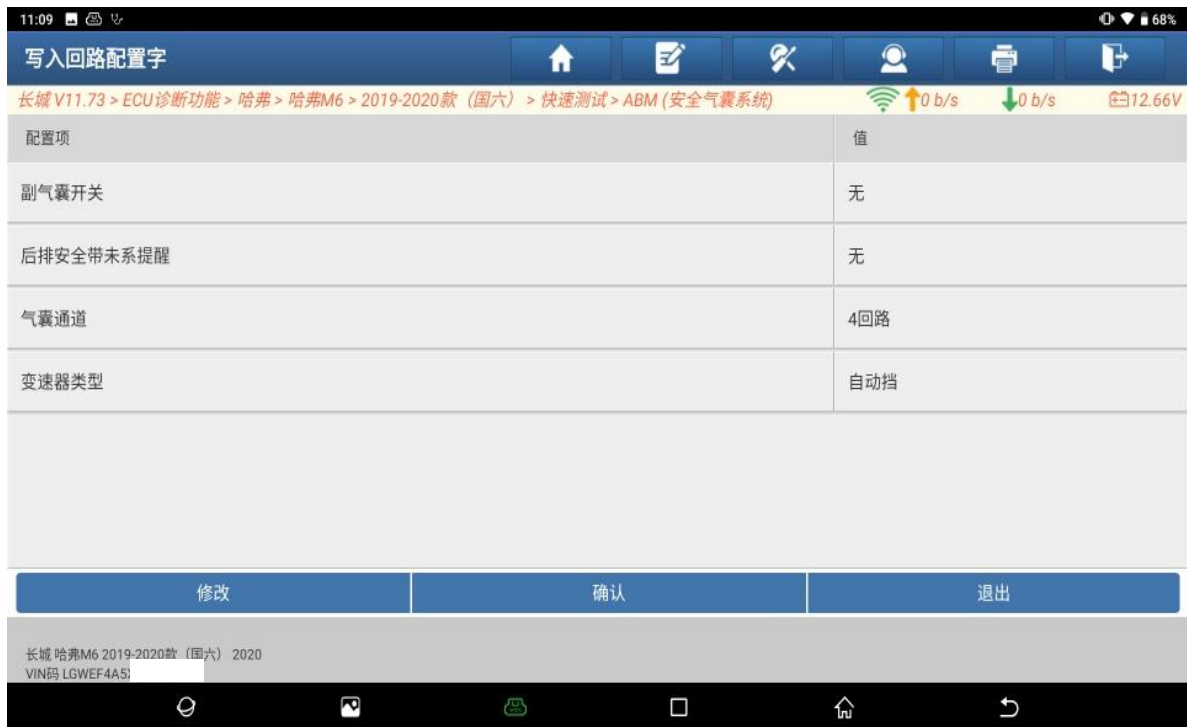 11:09 68%
写入回路配置字
长城 V11.73 > ECU诊断功能 > 哈弗 > 哈弗M6 > 2019-2020款（国六） > 快速测试 > ABM (安全气囊系统) 0 b/s 0 b/s 12.66V
配置项 值
副气囊开关 无
后排安全带未系提醒 无
气囊通道 4回路
变速器类型 自动挡
修改 确认 退出
长城 哈弗M6 2019-2020款（国六） 2020
VIN码 LGWEF4A5